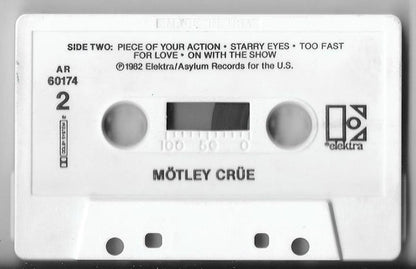 SIDE TWO: PIECE OF YOUR ACTION • STARRY EYES • TOO FAST
FOR LOVE • ON WITH THE SHOW
℗1982 Elektra/Asylum Records for the U.S.
AR
60174
2
elektra
100 50 0
MÖTLEY CRÜE